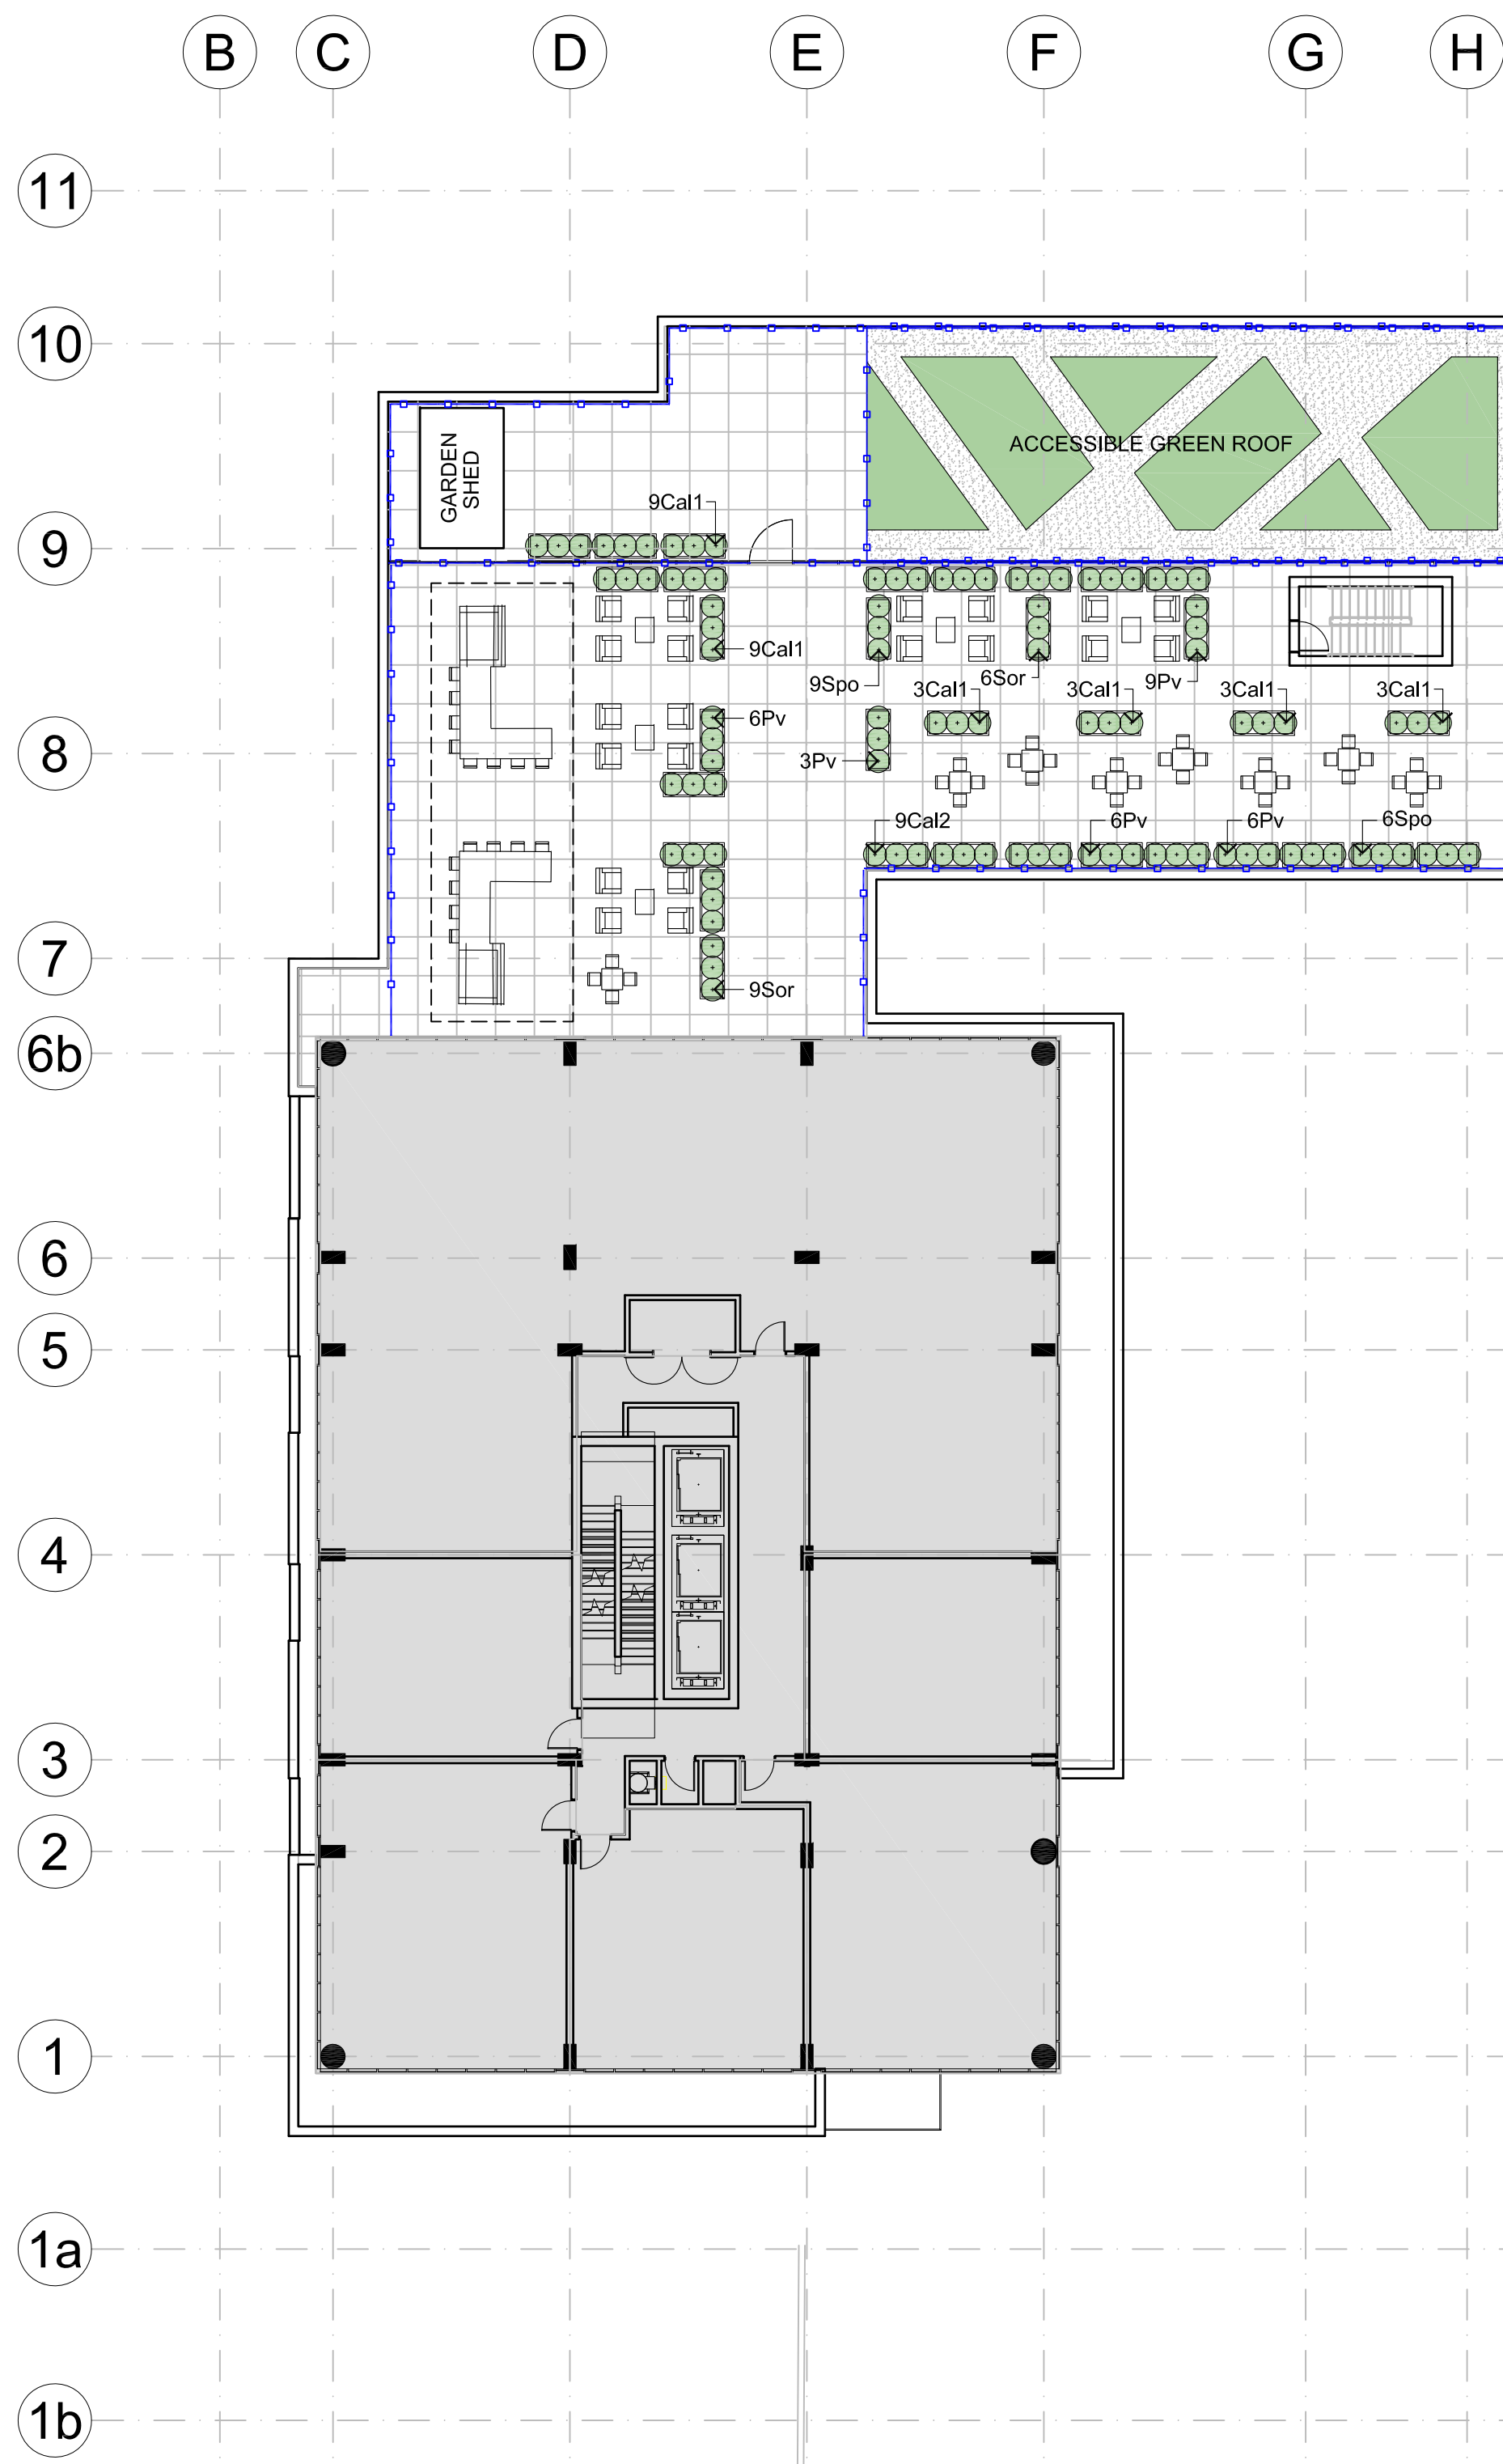 B
C
D
E
F
G
H
11
10
ACCESSIBLE GREEN ROOF
GARDEN
SHED
9Cal1
9
9Cal1
9Spo
6Sor
9Pv
3Cal1
3Cal1
3Cal1
3Cal1
6Pv
8
3Pv
9Cal2
6Pv
6Pv
6Spo
7
9Sor
6b
6
5
4
3
2
1
1a
1b